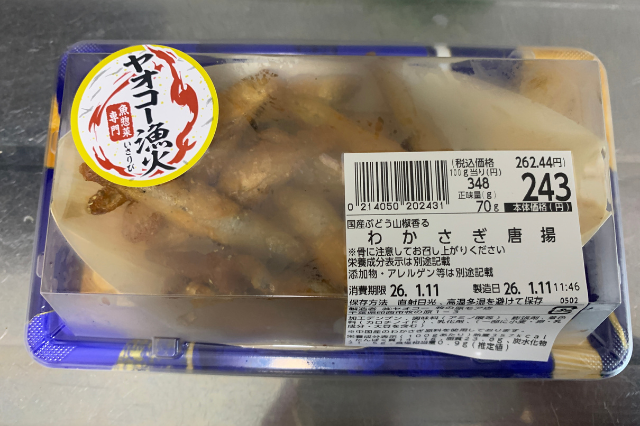 ヤオコー漁火
魚惣菜
専門
いさりび
(税込価格 262.44円)
100g当り(円)
348
243
正味量(g)
70g
本体価格(円)
0 214050 202431
国産ぶどう山椒香る
わかさぎ唐揚
※骨に注意してお召し上がりください
栄養成分表示は別途記載
添加物・アレルゲン等は別途記載
消費期限 26. 1.11 製造日 26. 1.11 11:46
保存方法 直射日光、高温多湿を避けて保存 0502